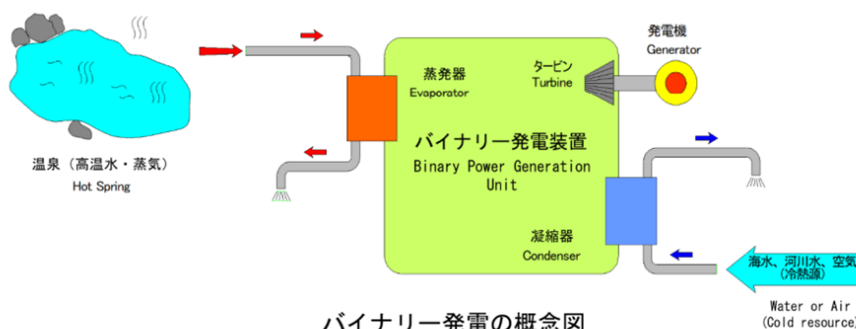 発電機
Generator
蒸発器
Evaporator
タービン
Turbine
バイナリー発電装置
Binary Power Generation
Unit
温泉(高温水・蒸気)
Hot Spring
凝縮器
Condenser
海水、河川水、空気
(冷熱源)
Water or Air
(Cold resource)
バイナリー発電の概念図